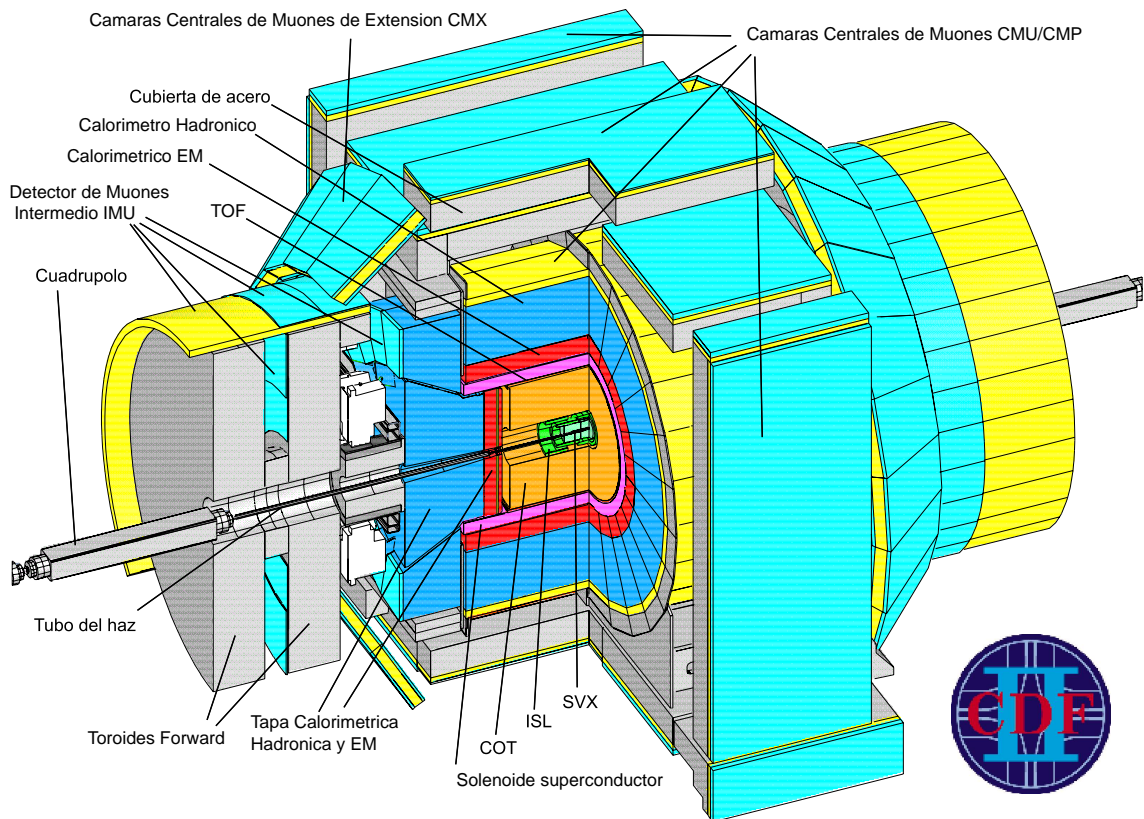 Camaras Centrales de Muones de Extension CMX
Camaras Centrales de Muones CMU/CMP
Cubierta de acero
Calorimetro Hadronico
Calorimetrico EM
Detector de Muones
Intermedio IMU
TOF
Cuadrupolo
Tubo del haz
Toroides Forward
Tapa Calorimetrica
Hadronica y EM
SVX
ISL
COT
Solenoide superconductor
II
CDF